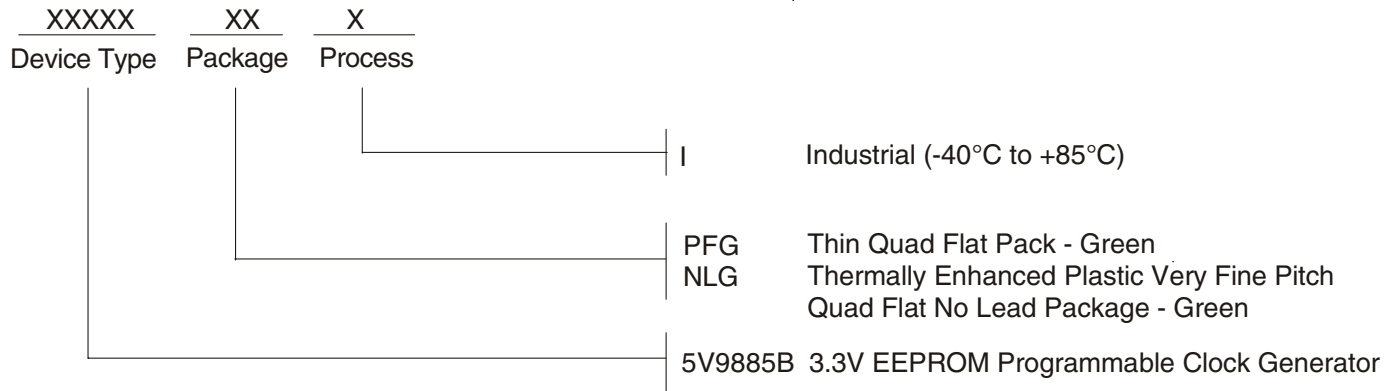 XXXXX XX X
Device Type Package Process
I Industrial (-40°C to +85°C)
PFG Thin Quad Flat Pack - Green
NLG Thermally Enhanced Plastic Very Fine Pitch
Quad Flat No Lead Package - Green
5V9885B 3.3V EEPROM Programmable Clock Generator